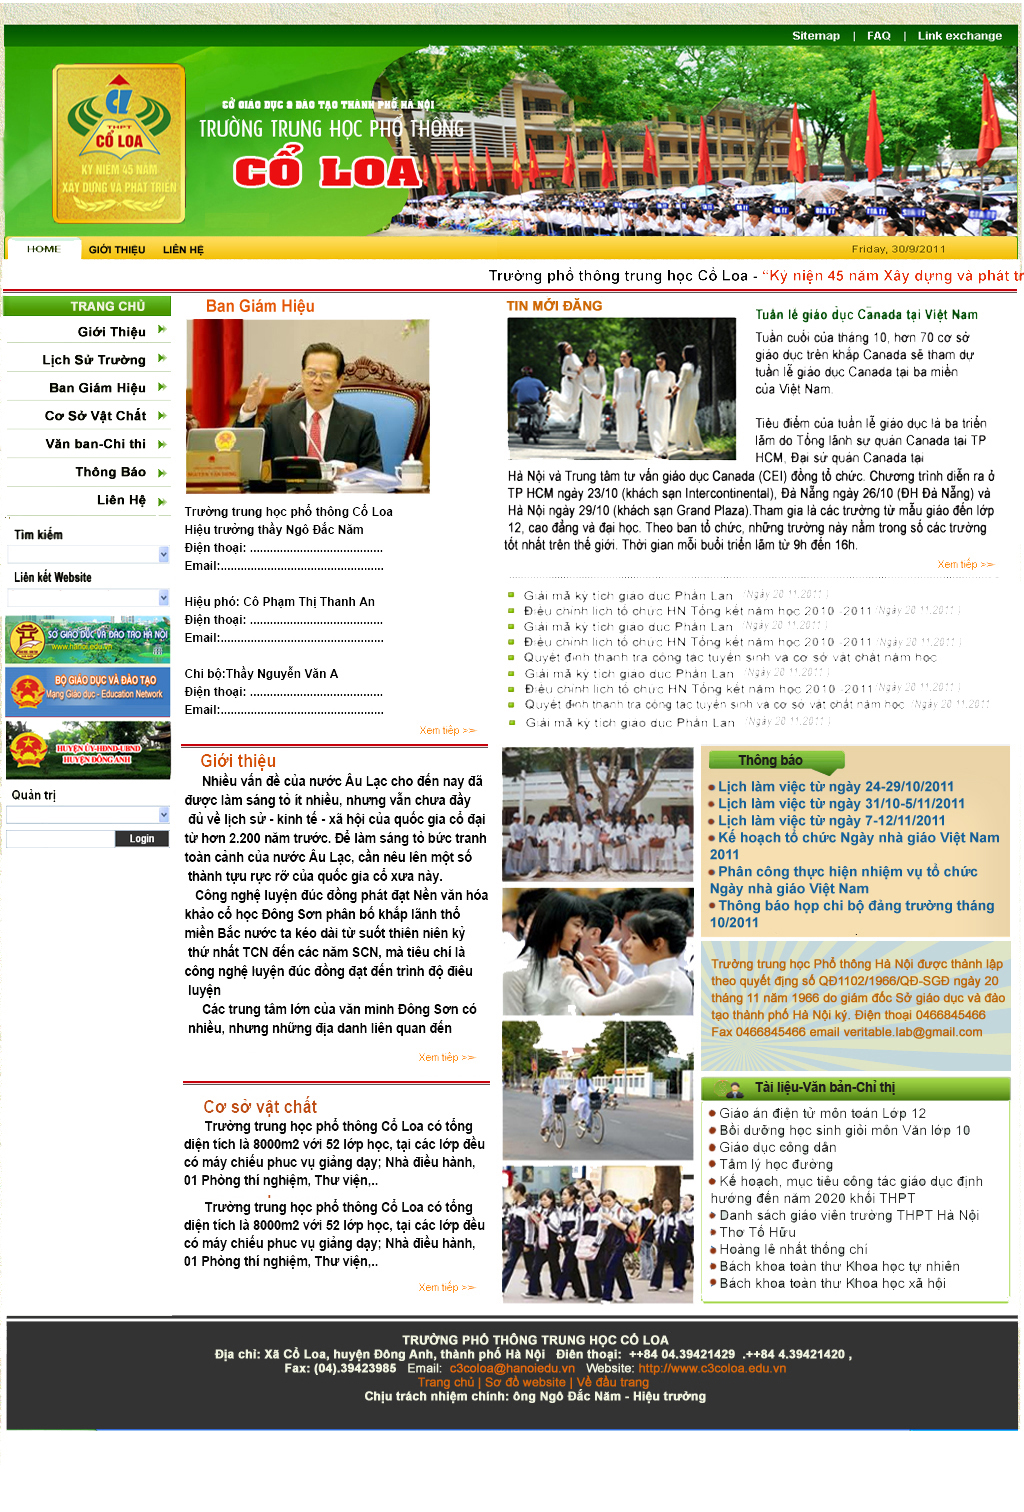 Sitemap | FAQ | Link exchange
THPT
CỔ LOA
KỶ NIỆM 45 NĂM
XÂY DỰNG VÀ PHÁT TRIỂN
CỞ GIÁO DỤC & ĐÀO TẠO THÀNH PHỐ HÀ NỘI
TRƯỜNG TRUNG HỌC PHỔ THÔNG
CỔ LOA
HOME GIỚI THIỆU LIÊN HỆ
Friday, 30/9/2011
Trường phổ thông trung học Cổ Loa - “Kỷ niện 45 năm Xây dựng và phát tr
TRANG CHỦ
Giới Thiệu
Lịch Sử Trường
Ban Giám Hiệu
Cơ Sở Vật Chất
Văn ban-Chi thi
Thông Báo
Liên Hệ
Tìm kiếm
Liên kết Website
SỞ GIÁO DỤC VÀ ĐÀO TẠO HÀ NỘI
www.hanoi.edu.vn
BỘ GIÁO DỤC VÀ ĐÀO TẠO
Mạng Giáo dục - Education Network
HUYỆN ỦY-HĐND-UBND
HUYỆN ĐÔNG ANH
Quản trị
Login
Ban Giám Hiệu
Trường trung học phổ thông Cổ Loa
Hiệu trưởng thầy Ngô Đắc Năm
Điện thoại: ........................................
Email:.................................................
Hiệu phó: Cô Phạm Thị Thanh An
Điện thoại: ........................................
Email:.................................................
Chi bộ:Thầy Nguyễn Văn A
Điện thoại: ........................................
Email:.................................................
Xem tiếp >>
Giới thiệu
Nhiều vấn đề của nước Âu Lạc cho đến nay đã
được làm sáng tỏ ít nhiều, nhưng vẫn chưa đầy
đủ về lịch sử - kinh tế - xã hội của quốc gia cổ đại
từ hơn 2.200 năm trước. Để làm sáng tỏ bức tranh
toàn cảnh của nước Âu Lạc, cần nêu lên một số
thành tựu rực rỡ của quốc gia cổ xưa này.
Công nghệ luyện đúc đồng phát đạt Nền văn hóa
khảo cổ học Đông Sơn phân bố khắp lãnh thổ
miền Bắc nước ta kéo dài từ suốt thiên niên kỷ
thứ nhất TCN đến các năm SCN, mà tiêu chí là
công nghệ luyện đúc đồng đạt đến trình độ điêu
luyện
Các trung tâm lớn của văn minh Đông Sơn có
nhiều, nhưng những địa danh liên quan đến
Xem tiếp >>
Cơ sở vật chất
Trường trung học phổ thông Cổ Loa có tổng
diện tích là 8000m2 với 52 lớp học, tại các lớp đều
có máy chiếu phuc vụ giảng dạy; Nhà điều hành,
01 Phòng thí nghiệm, Thư viện,..
Trường trung học phổ thông Cổ Loa có tổng
diện tích là 8000m2 với 52 lớp học, tại các lớp đều
có máy chiếu phuc vụ giảng dạy; Nhà điều hành,
01 Phòng thí nghiệm, Thư viện,..
Xem tiếp >>
TIN MỚI ĐĂNG
Tuần lễ giáo dục Canada tại Việt Nam
Tuần cuối của tháng 10, hơn 70 cơ sở
giáo dục trên khắp Canada sẽ tham dự
tuần lễ giáo dục Canada tại ba miền
của Việt Nam.
Tiêu điểm của tuần lễ giáo dục là ba triển
lãm do Tổng lãnh sự quán Canada tại TP
HCM, Đại sứ quán Canada tại
Hà Nội và Trung tâm tư vấn giáo dục Canada (CEI) đồng tổ chức. Chương trình diễn ra ở
TP HCM ngày 23/10 (khách sạn Intercontinental), Đà Nẵng ngày 26/10 (ĐH Đà Nẵng) và
Hà Nội ngày 29/10 (khách sạn Grand Plaza).Tham gia là các trường từ mẫu giáo đến lớp
12, cao đẳng và đại học. Theo ban tổ chức, những trường này nằm trong số các trường
tốt nhất trên thế giới. Thời gian mỗi buổi triển lãm từ 9h đến 16h.
Xem tiếp >>
Giải mã kỳ tích giáo dục Phần Lan (Ngày 20.11.2011)
Điều chỉnh lịch tổ chức HN Tổng kết năm học 2010 -2011 (Ngày 20.11.2011)
Giải mã kỳ tích giáo dục Phần Lan (Ngày 20.11.2011)
Điều chỉnh lịch tổ chức HN Tổng kết năm học 2010 -2011 (Ngày 20.11.2011)
Quyết định thanh tra công tác tuyển sinh và cơ sở vật chất năm học
Giải mã kỳ tích giáo dục Phần Lan (Ngày 20.11.2011)
Điều chỉnh lịch tổ chức HN Tổng kết năm học 2010 -2011 (Ngày 20.11.2011)
Quyết định thanh tra công tác tuyển sinh và cơ sở vật chất năm học (Ngày 20.11.2011
Giải mã kỳ tích giáo dục Phần Lan (Ngày 20.11.2011)
Thông báo
Lịch làm việc từ ngày 24-29/10/2011
Lịch làm việc từ ngày 31/10-5/11/2011
Lịch làm việc từ ngày 7-12/11/2011
Kế hoạch tổ chức Ngày nhà giáo Việt Nam
2011
Phân công thực hiện nhiệm vụ tổ chức
Ngày nhà giáo Việt Nam
Thông báo họp chi bộ đảng trường tháng
10/2011
Trường trung học Phổ thông Hà Nội được thành lập
theo quyết địng số QĐ1102/1966/QĐ-SGĐ ngày 20
tháng 11 năm 1966 do giám đốc Sở giáo dục và đào
tạo thành phố Hà Nội ký. Điện thoại 0466845466
Fax 0466845466 email veritable.lab@gmail.com
Tài liệu-Văn bản-Chỉ thị
Giáo án điện tử môn toán Lớp 12
Bồi dưỡng học sinh giỏi môn Văn lớp 10
Giáo dục công dân
Tâm lý học đường
Kế hoạch, mục tiêu công tác giáo dục định
hướng đến năm 2020 khối THPT
Danh sách giáo viên trường THPT Hà Nội
Thơ Tố Hữu
Hoàng lê nhất thống chí
Bách khoa toàn thư Khoa học tự nhiên
Bách khoa toàn thư Khoa học xã hội
TRƯỜNG PHỔ THÔNG TRUNG HỌC CỔ LOA
Địa chỉ: Xã Cổ Loa, huyện Đông Anh, thành phố Hà Nội Điên thoại: ++84 04.39421429 .++84 4.39421420 ,
Fax: (04).39423985 Email: c3coloa@hanoiedu.vn Website: http://www.c3coloa.edu.vn
Trang chủ | Sơ đồ website | Về đầu trang
Chịu trách nhiệm chính: ông Ngô Đắc Năm - Hiệu trưởng